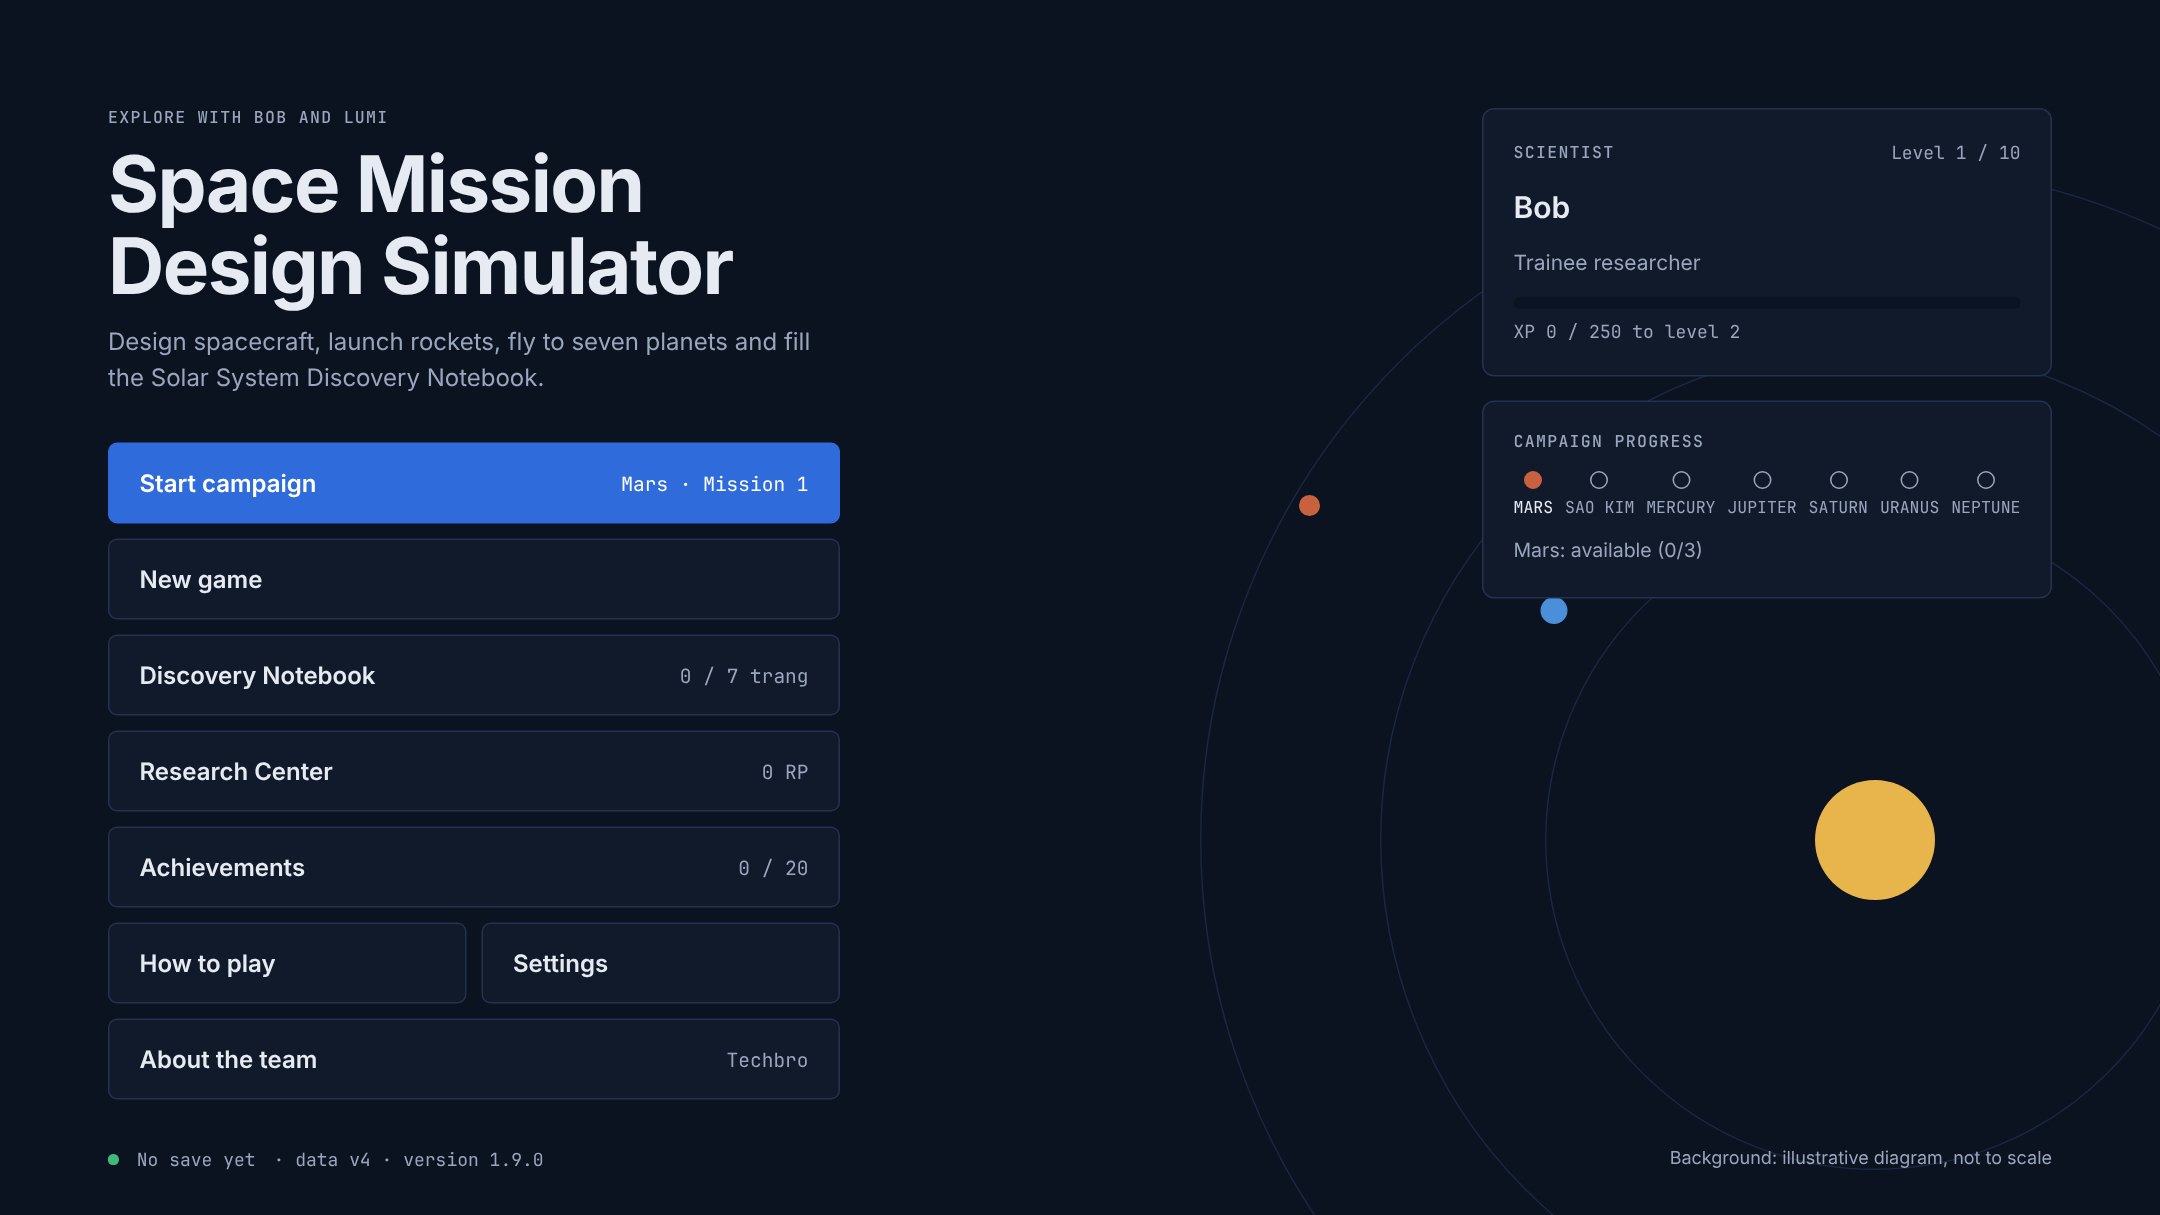 EXPLORE WITH BOB AND LUMI
Space Mission
Design Simulator
Design spacecraft, launch rockets, fly to seven planets and fill
the Solar System Discovery Notebook.
Start campaign Mars · Mission 1
New game
Discovery Notebook 0 / 7 trang
Research Center 0 RP
Achievements 0 / 20
How to play Settings
About the team Techbro
No save yet · data v4 · version 1.9.0
SCIENTIST Level 1 / 10
Bob
Trainee researcher
XP 0 / 250 to level 2
CAMPAIGN PROGRESS
MARS SAO KIM MERCURY JUPITER SATURN URANUS NEPTUNE
Mars: available (0/3)
Background: illustrative diagram, not to scale